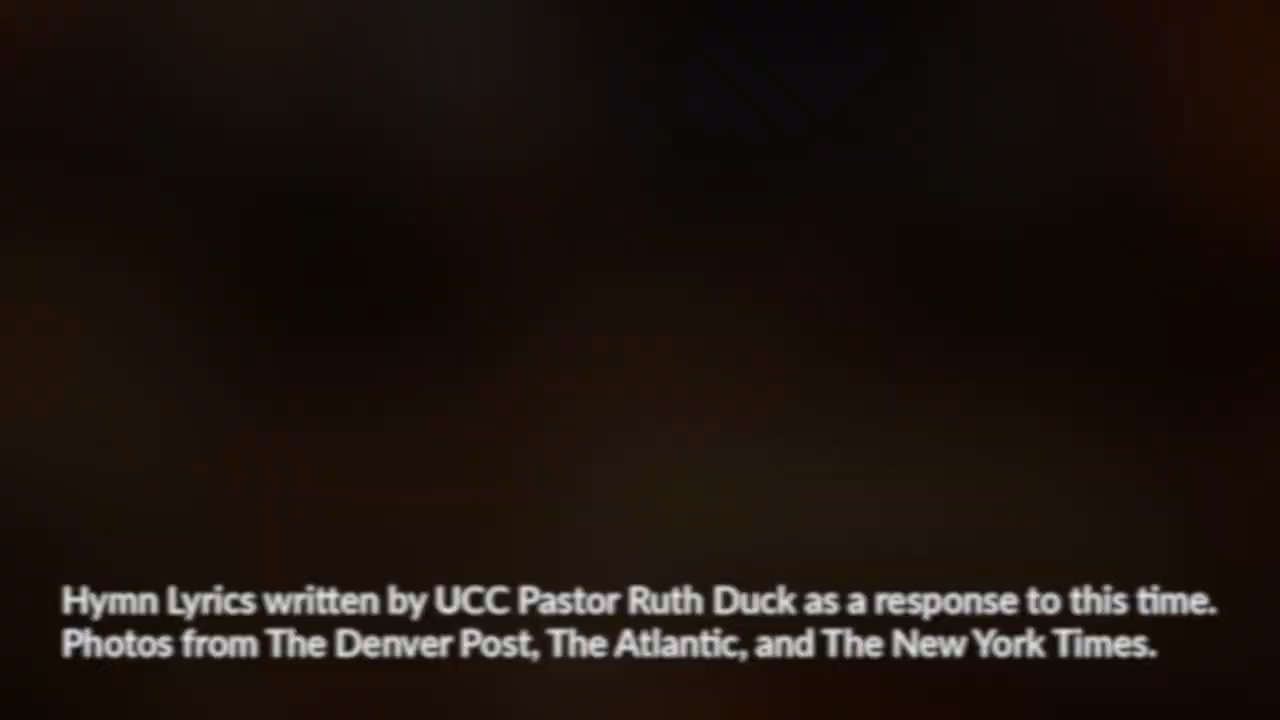 Hymn Lyrics written by UCC Pastor Ruth Duck as a response to this time.
Photos from The Denver Post, The Atlantic, and The New York Times.